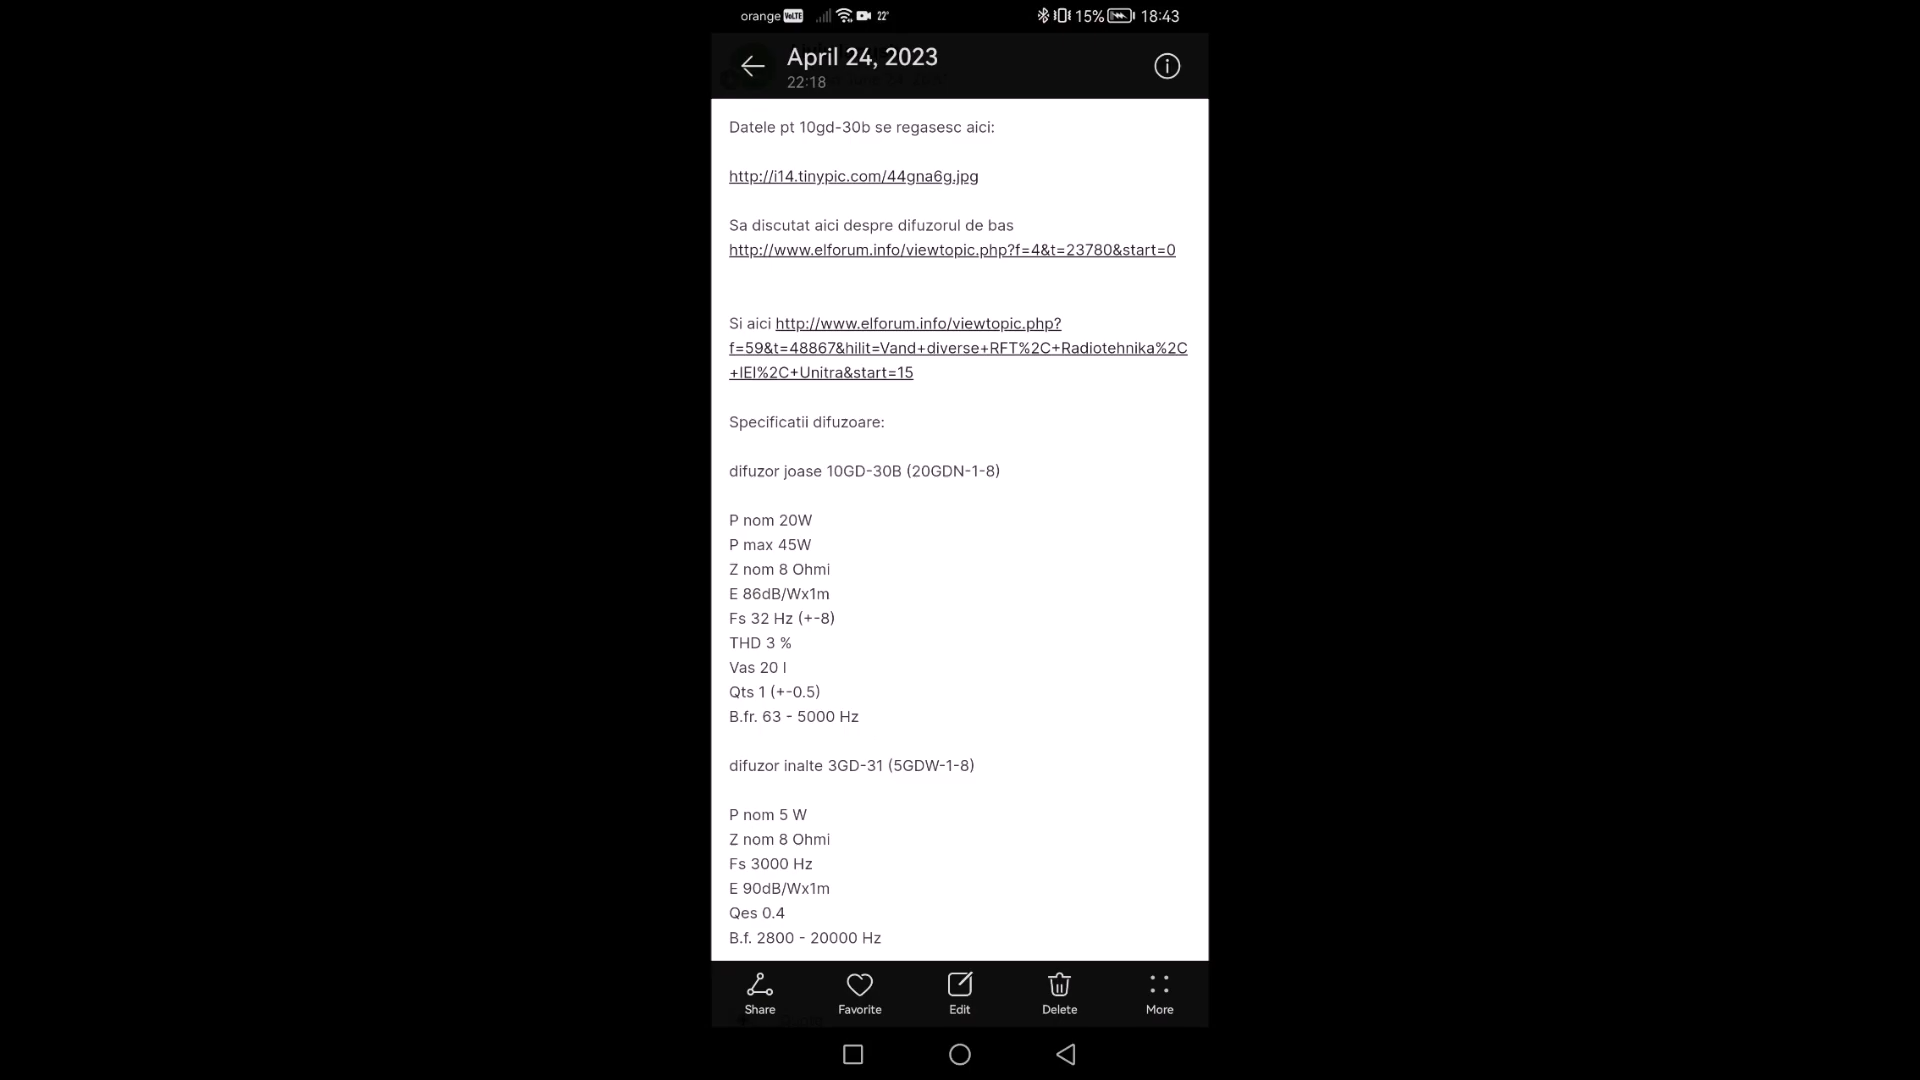 orange VoLTE 22° 15% 18:43
April 24, 2023
22:18
Datele pt 10gd-30b se regasesc aici:
http://i14.tinypic.com/44gna6g.jpg
Sa discutat aici despre difuzorul de bas
http://www.elforum.info/viewtopic.php?f=4&t=23780&start=0
Si aici http://www.elforum.info/viewtopic.php?
f=59&t=48867&hilit=Vand+diverse+RFT%2C+Radiotehnika%2C
+IEI%2C+Unitra&start=15
Specificatii difuzoare:
difuzor joase 10GD-30B (20GDN-1-8)
P nom 20W
P max 45W
Z nom 8 Ohmi
E 86dB/Wx1m
Fs 32 Hz (+-8)
THD 3 %
Vas 20 l
Qts 1 (+-0.5)
B.fr. 63 - 5000 Hz
difuzor inalte 3GD-31 (5GDW-1-8)
P nom 5 W
Z nom 8 Ohmi
Fs 3000 Hz
E 90dB/Wx1m
Qes 0.4
B.f. 2800 - 20000 Hz
Share Favorite Edit Delete More